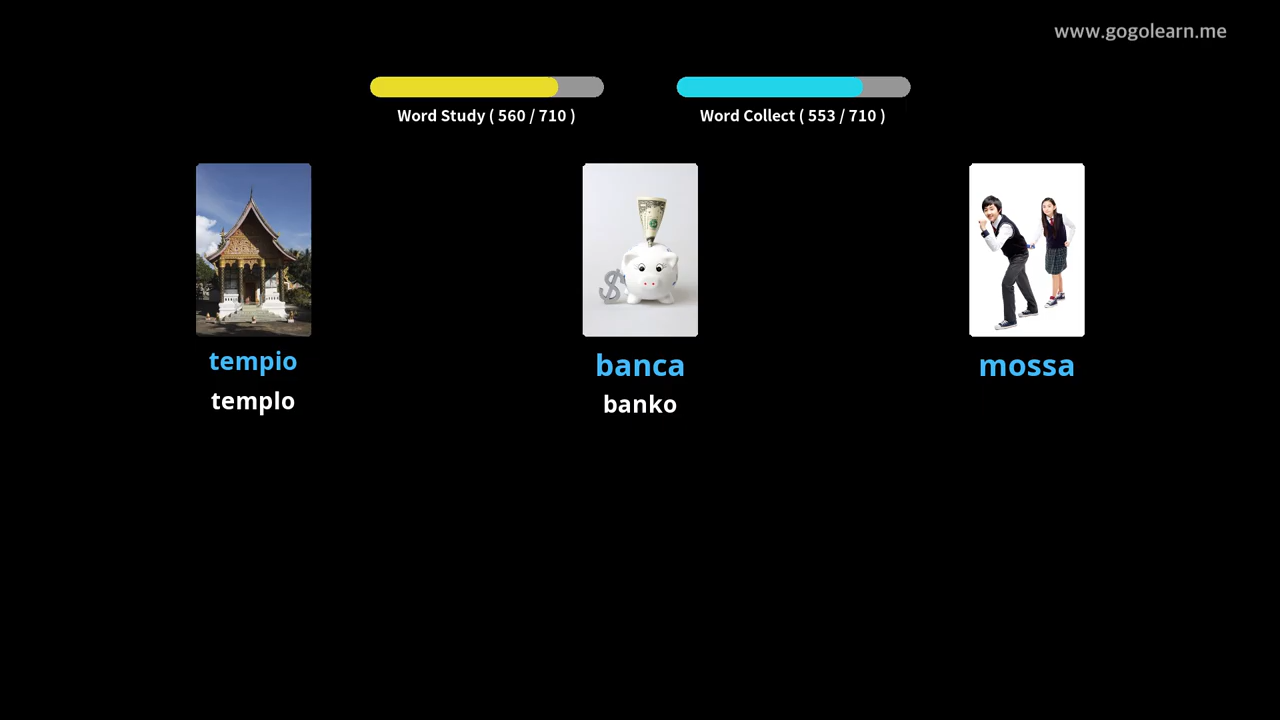 www.gogolearn.me
Word Study ( 560 / 710 )
Word Collect ( 553 / 710 )
tempio
templo
banca
banko
mossa